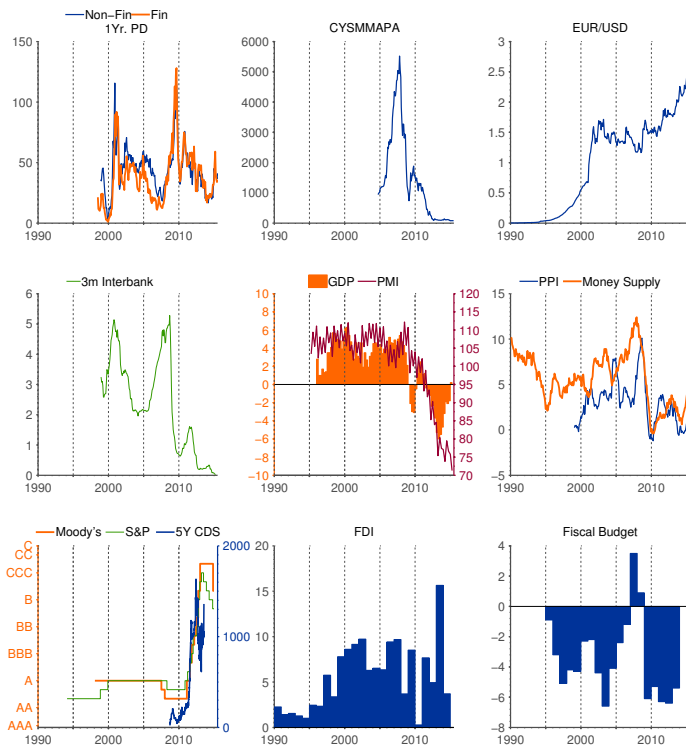 Non−Fin Fin
1Yr. PD
150
100
50
0
1990 2000 2010
CYSMMAPA
6000
5000
4000
3000
2000
1000
0
1990 2000 2010
EUR/USD
3
2.5
2
1.5
1
0.5
0
1990 2000 2010
3m Interbank
6
5
4
3
2
1
0
1990 2000 2010
GDP PMI
10 120
8 115
6 110
4 105
2 100
0 95
−2 90
−4 85
−6 80
−8 75
−10 70
1990 2000 2010
PPI Money Supply
15
10
5
0
−5
1990 2000 2010
Moody's S&P 5Y CDS
C 2000
CC
CCC
B
BB 1000
BBB
A
AA
AAA 0
1990 2000 2010
FDI
20
15
10
5
0
1990 2000 2010
Fiscal Budget
4
2
0
−2
−4
−6
−8
1990 2000 2010